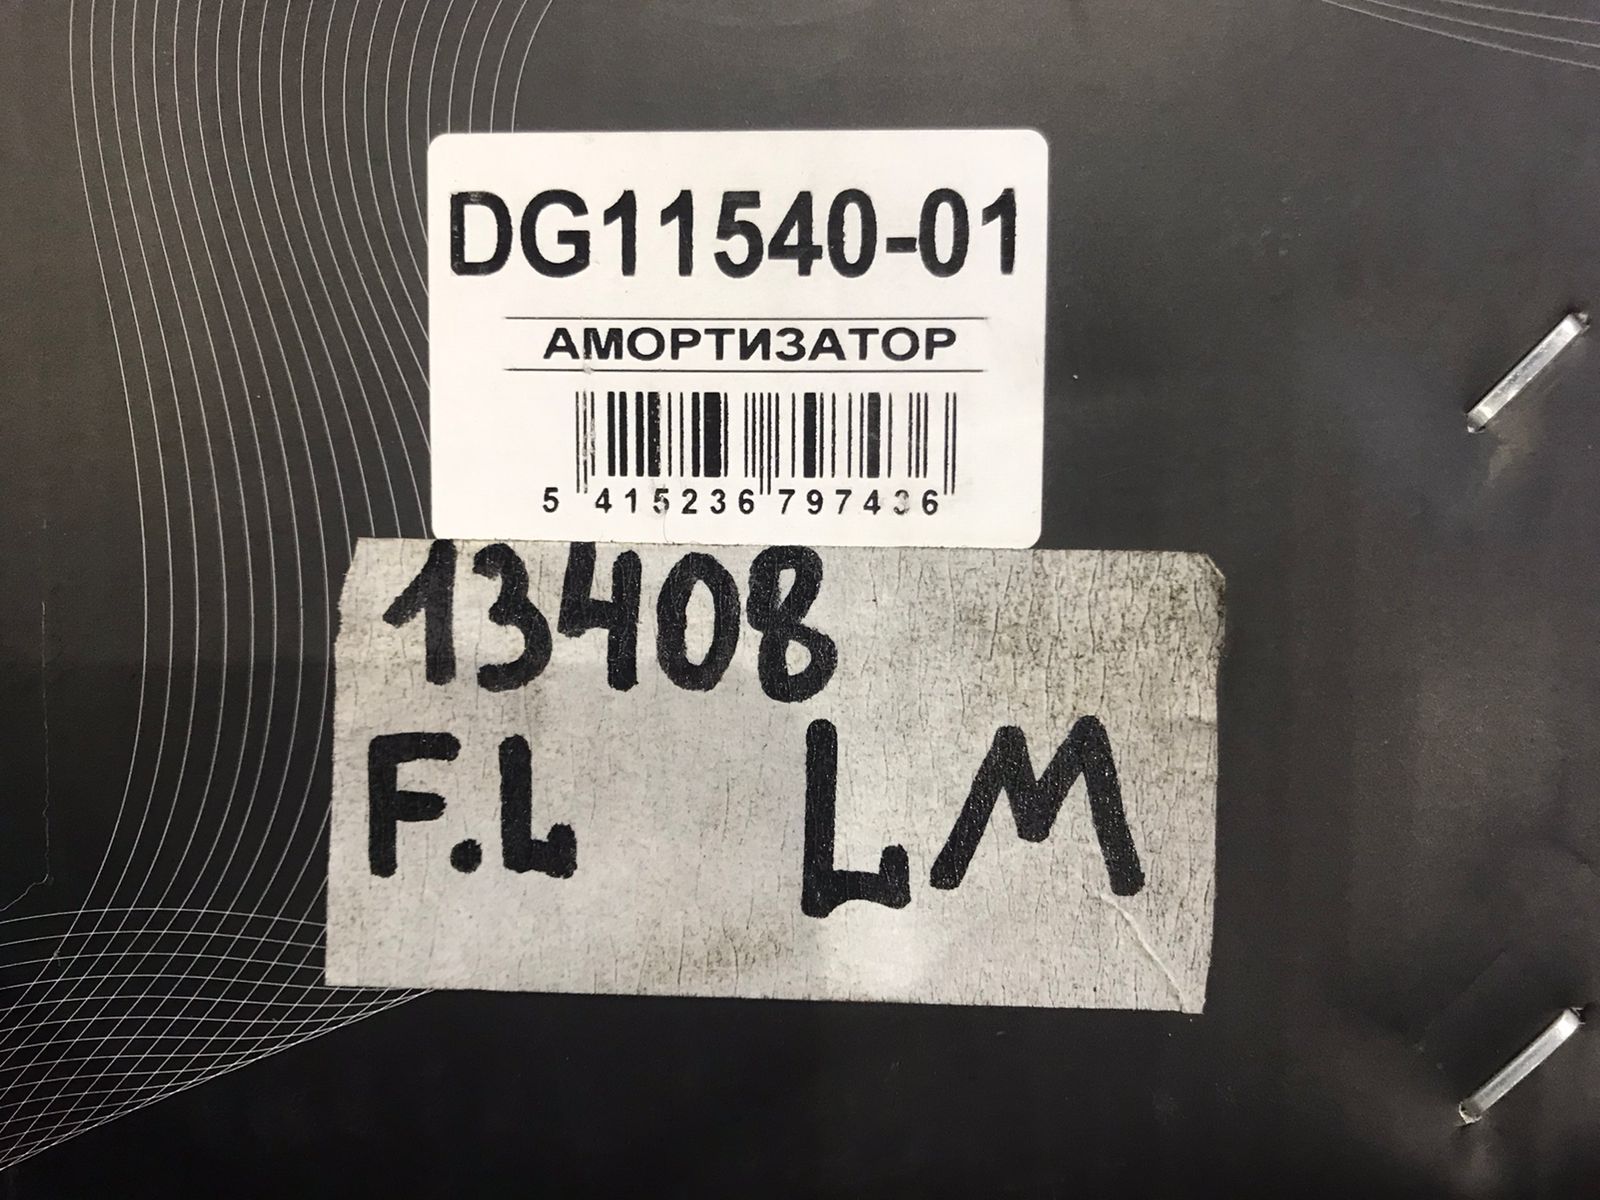 DG11540-01
АМОРТИЗАТОР
5 415236 797436
13408
F.L LM